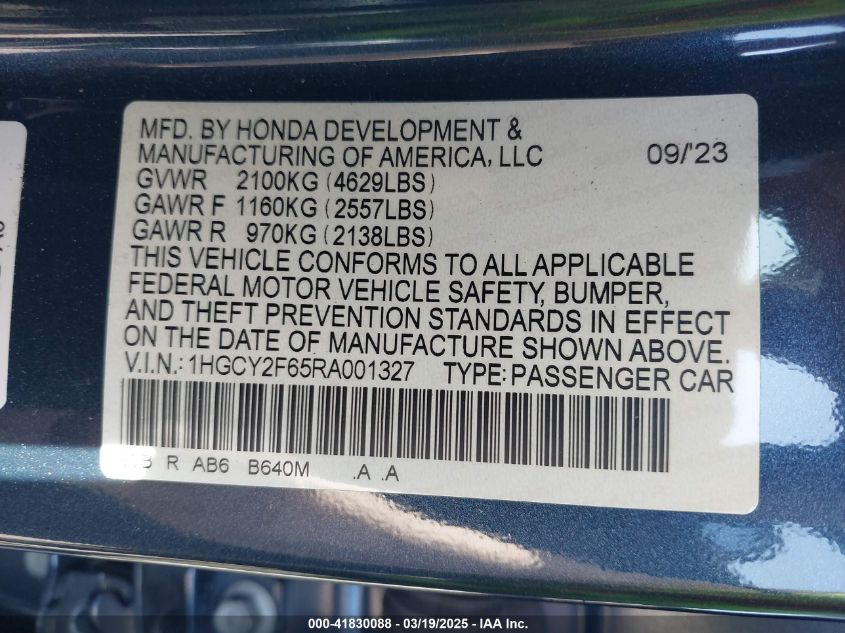 MFD. BY HONDA DEVELOPMENT &
MANUFACTURING OF AMERICA, LLC 09/'23
GVWR 2100KG (4629LBS)
GAWR F 1160KG (2557LBS)
GAWR R 970KG (2138LBS)
THIS VEHICLE CONFORMS TO ALL APPLICABLE
FEDERAL MOTOR VEHICLE SAFETY, BUMPER,
AND THEFT PREVENTION STANDARDS IN EFFECT
ON THE DATE OF MANUFACTURE SHOWN ABOVE.
V.I.N.: 1HGCY2F65RA001327 TYPE: PASSENGER CAR
R AB6 B640M .A .A
000-41830088 - 03/19/2025 - IAA Inc.